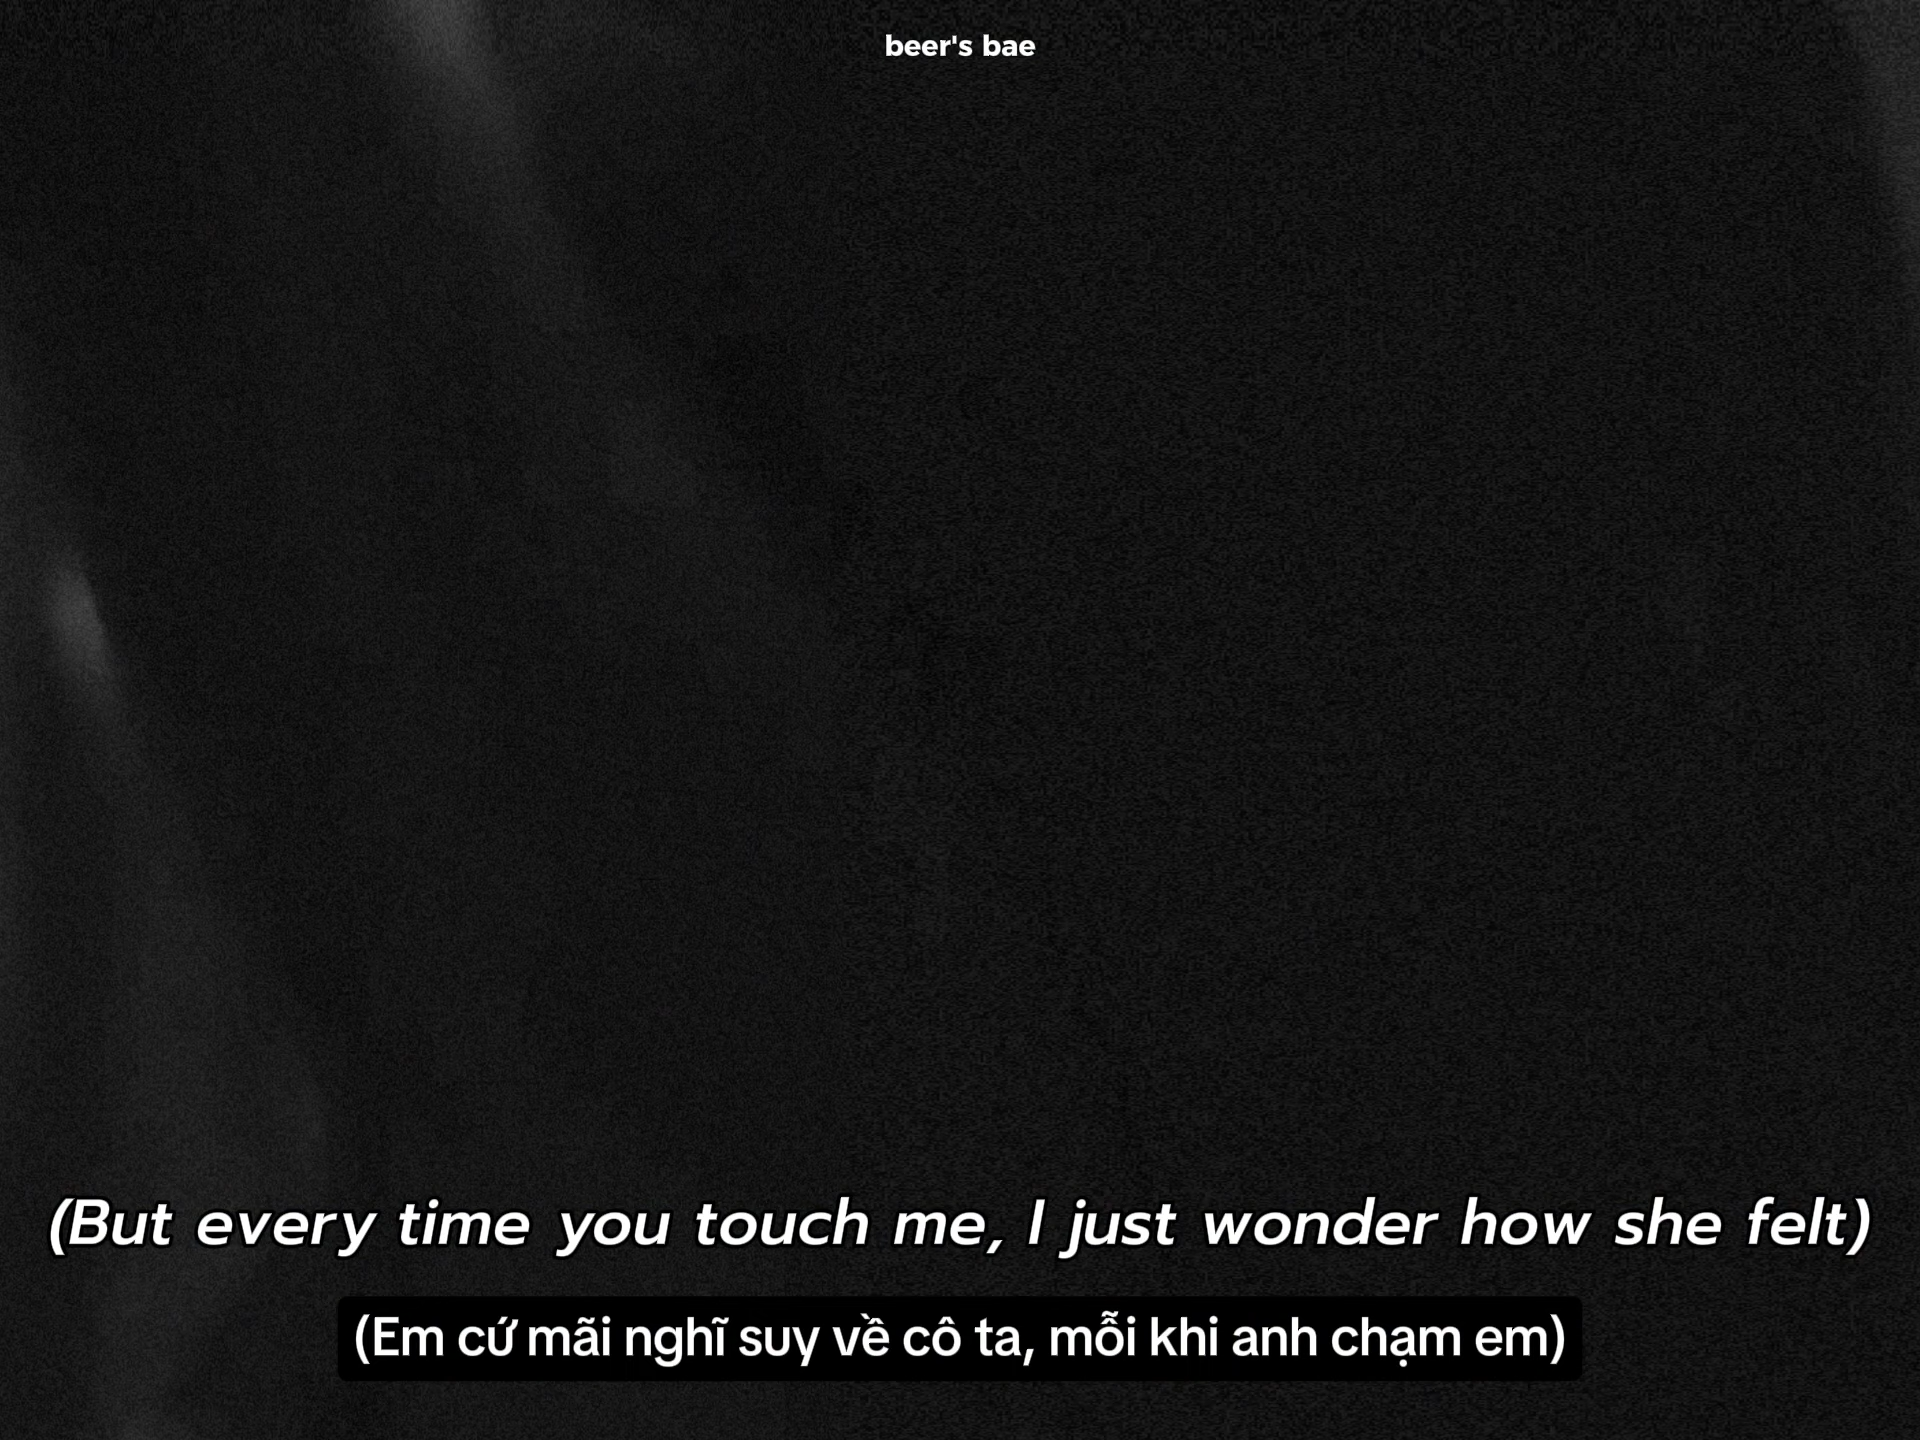 beer's bae
(But every time you touch me, I just wonder how she felt)
(Em cứ mãi nghĩ suy về cô ta, mỗi khi anh chạm em)